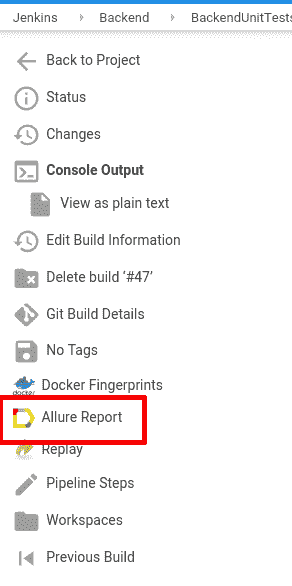 Jenkins Backend BackendUnitTests
Back to Project
Status
Changes
Console Output
View as plain text
Edit Build Information
Delete build ‘#47’
Git Build Details
No Tags
docker Docker Fingerprints
Allure Report
Replay
Pipeline Steps
Workspaces
Previous Build